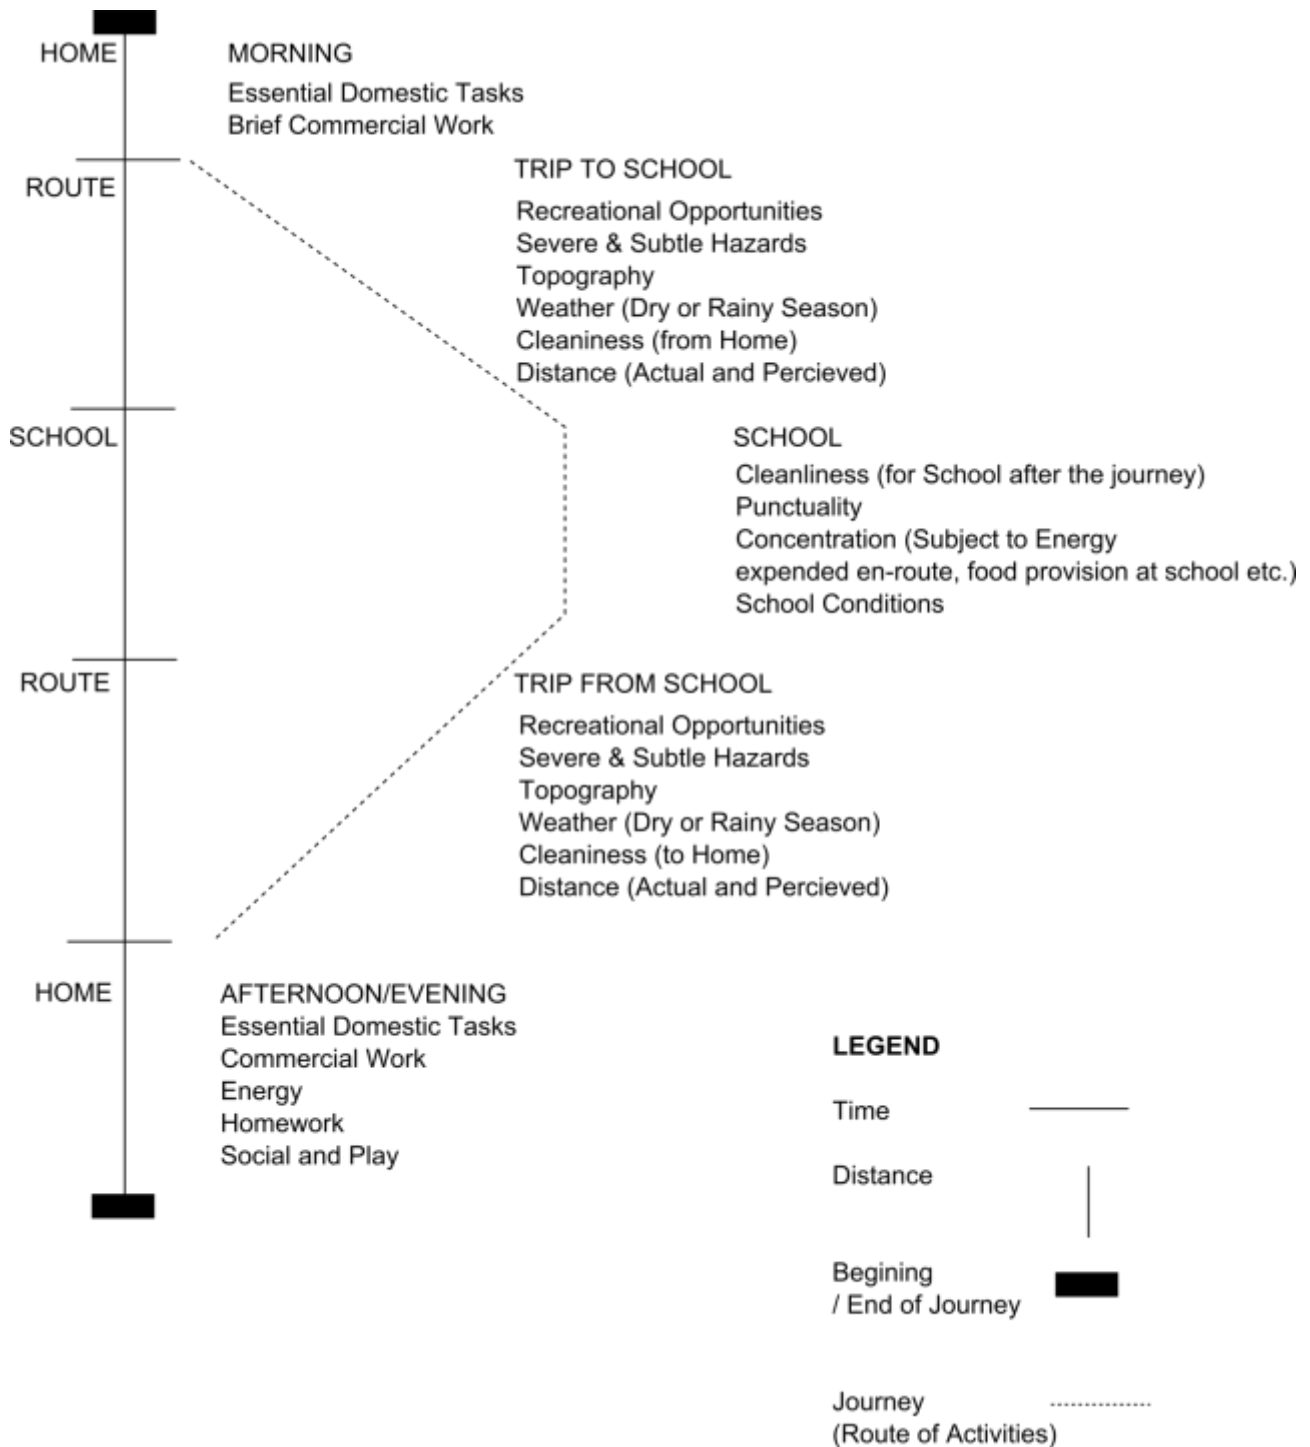 HOME
MORNING
Essential Domestic Tasks
Brief Commercial Work
ROUTE
TRIP TO SCHOOL
Recreational Opportunities
Severe & Subtle Hazards
Topography
Weather (Dry or Rainy Season)
Cleaniness (from Home)
Distance (Actual and Percieved)
SCHOOL
SCHOOL
Cleanliness (for School after the journey)
Punctuality
Concentration (Subject to Energy
expended en-route, food provision at school etc.)
School Conditions
ROUTE
TRIP FROM SCHOOL
Recreational Opportunities
Severe & Subtle Hazards
Topography
Weather (Dry or Rainy Season)
Cleaniness (to Home)
Distance (Actual and Percieved)
HOME
AFTERNOON/EVENING
Essential Domestic Tasks
Commercial Work
Energy
Homework
Social and Play
LEGEND
Time
Distance
Begining
/ End of Journey
Journey
(Route of Activities)